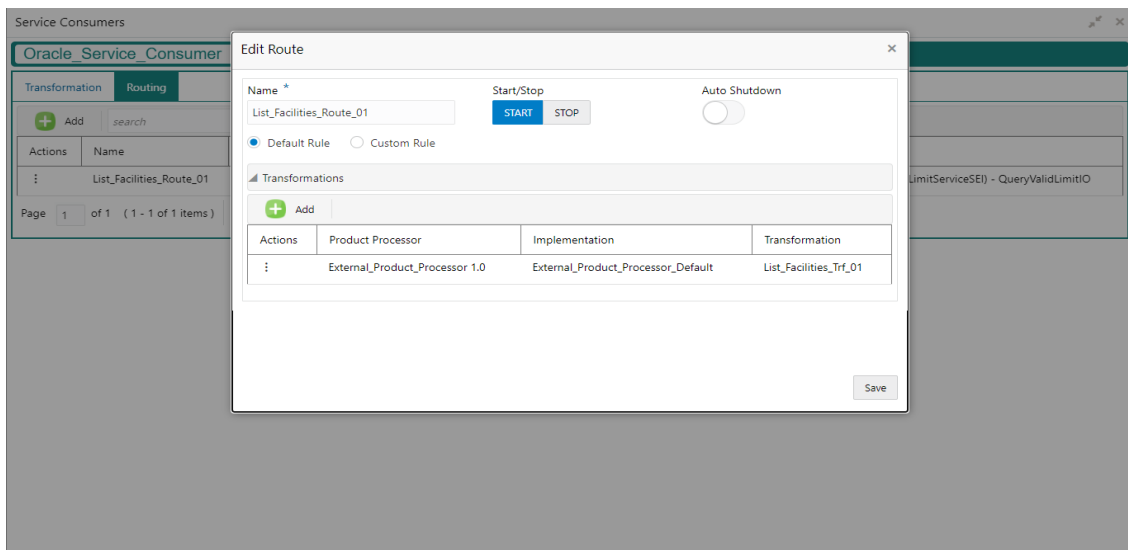 Service Consumers
Oracle_Service_Consumer
Transformation Routing
Add search
Actions Name
List_Facilities_Route_01 LimitServiceSEI) - QueryValidLimitIO
Page 1 of 1 ( 1 - 1 of 1 items )
Edit Route
Name * Start/Stop Auto Shutdown
List_Facilities_Route_01 START STOP
Default Rule Custom Rule
Transformations
Add
Actions Product Processor Implementation Transformation
External_Product_Processor 1.0 External_Product_Processor_Default List_Facilities_Trf_01
Save